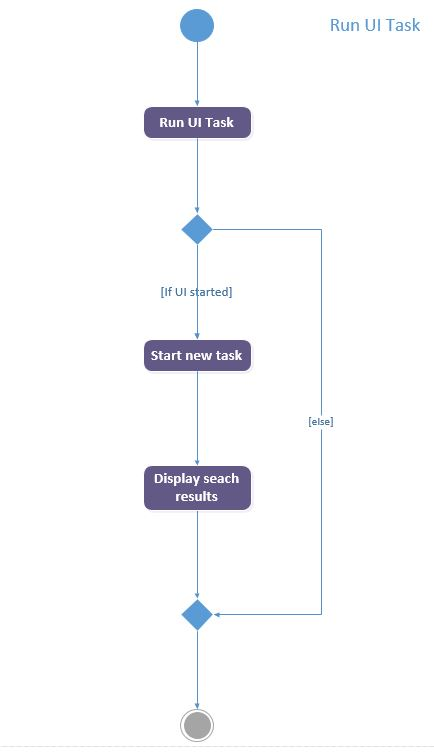 Run UI Task
Run UI Task
[If UI started]
Start new task
[else]
Display seach
results